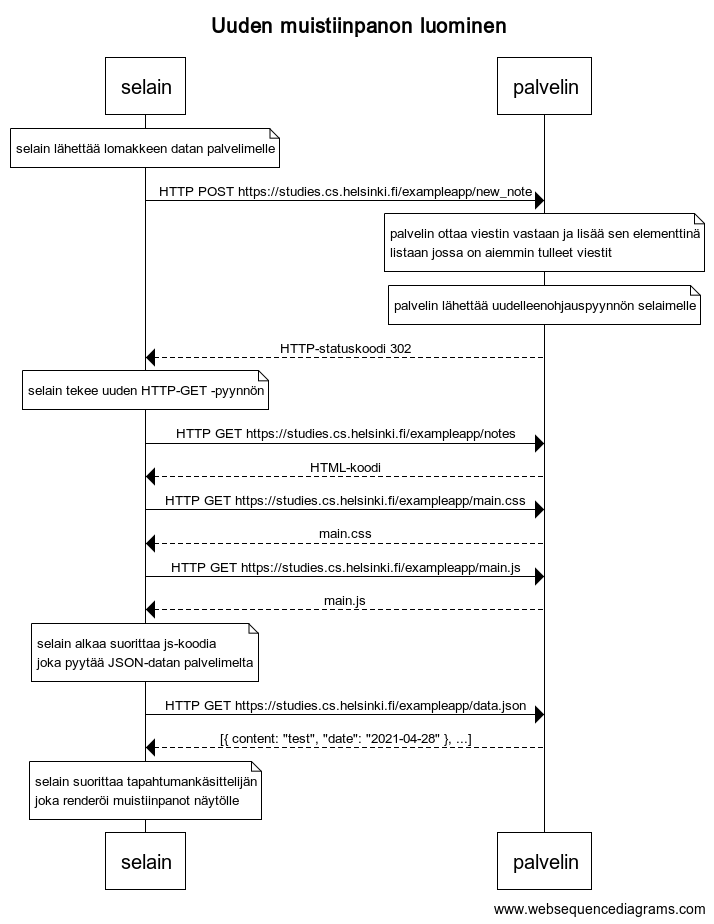 Uuden muistiinpanon luominen
selain
palvelin
selain lähettää lomakkeen datan palvelimelle
HTTP POST https://studies.cs.helsinki.fi/exampleapp/new_note
palvelin ottaa viestin vastaan ja lisää sen elementtinä
listaan jossa on aiemmin tulleet viestit
palvelin lähettää uudelleenohjauspyynnön selaimelle
HTTP-statuskoodi 302
selain tekee uuden HTTP-GET -pyynnön
HTTP GET https://studies.cs.helsinki.fi/exampleapp/notes
HTML-koodi
HTTP GET https://studies.cs.helsinki.fi/exampleapp/main.css
main.css
HTTP GET https://studies.cs.helsinki.fi/exampleapp/main.js
main.js
selain alkaa suorittaa js-koodia
joka pyytää JSON-datan palvelimelta
HTTP GET https://studies.cs.helsinki.fi/exampleapp/data.json
[{ content: "test", "date": "2021-04-28" }, ...]
selain suorittaa tapahtumankäsittelijän
joka renderöi muistiinpanot näytölle
selain
palvelin
www.websequencediagrams.com